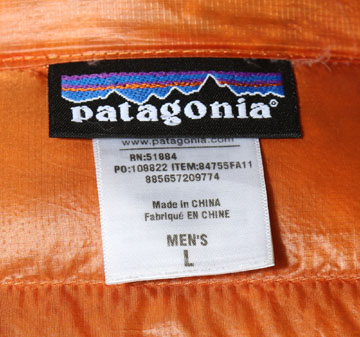 patagonia®
www.patagonia.com
RN:51884
PO:108822 ITEM:84755FA11
885657209774
Made in CHINA
Fabriqué EN CHINE
MEN'S
L